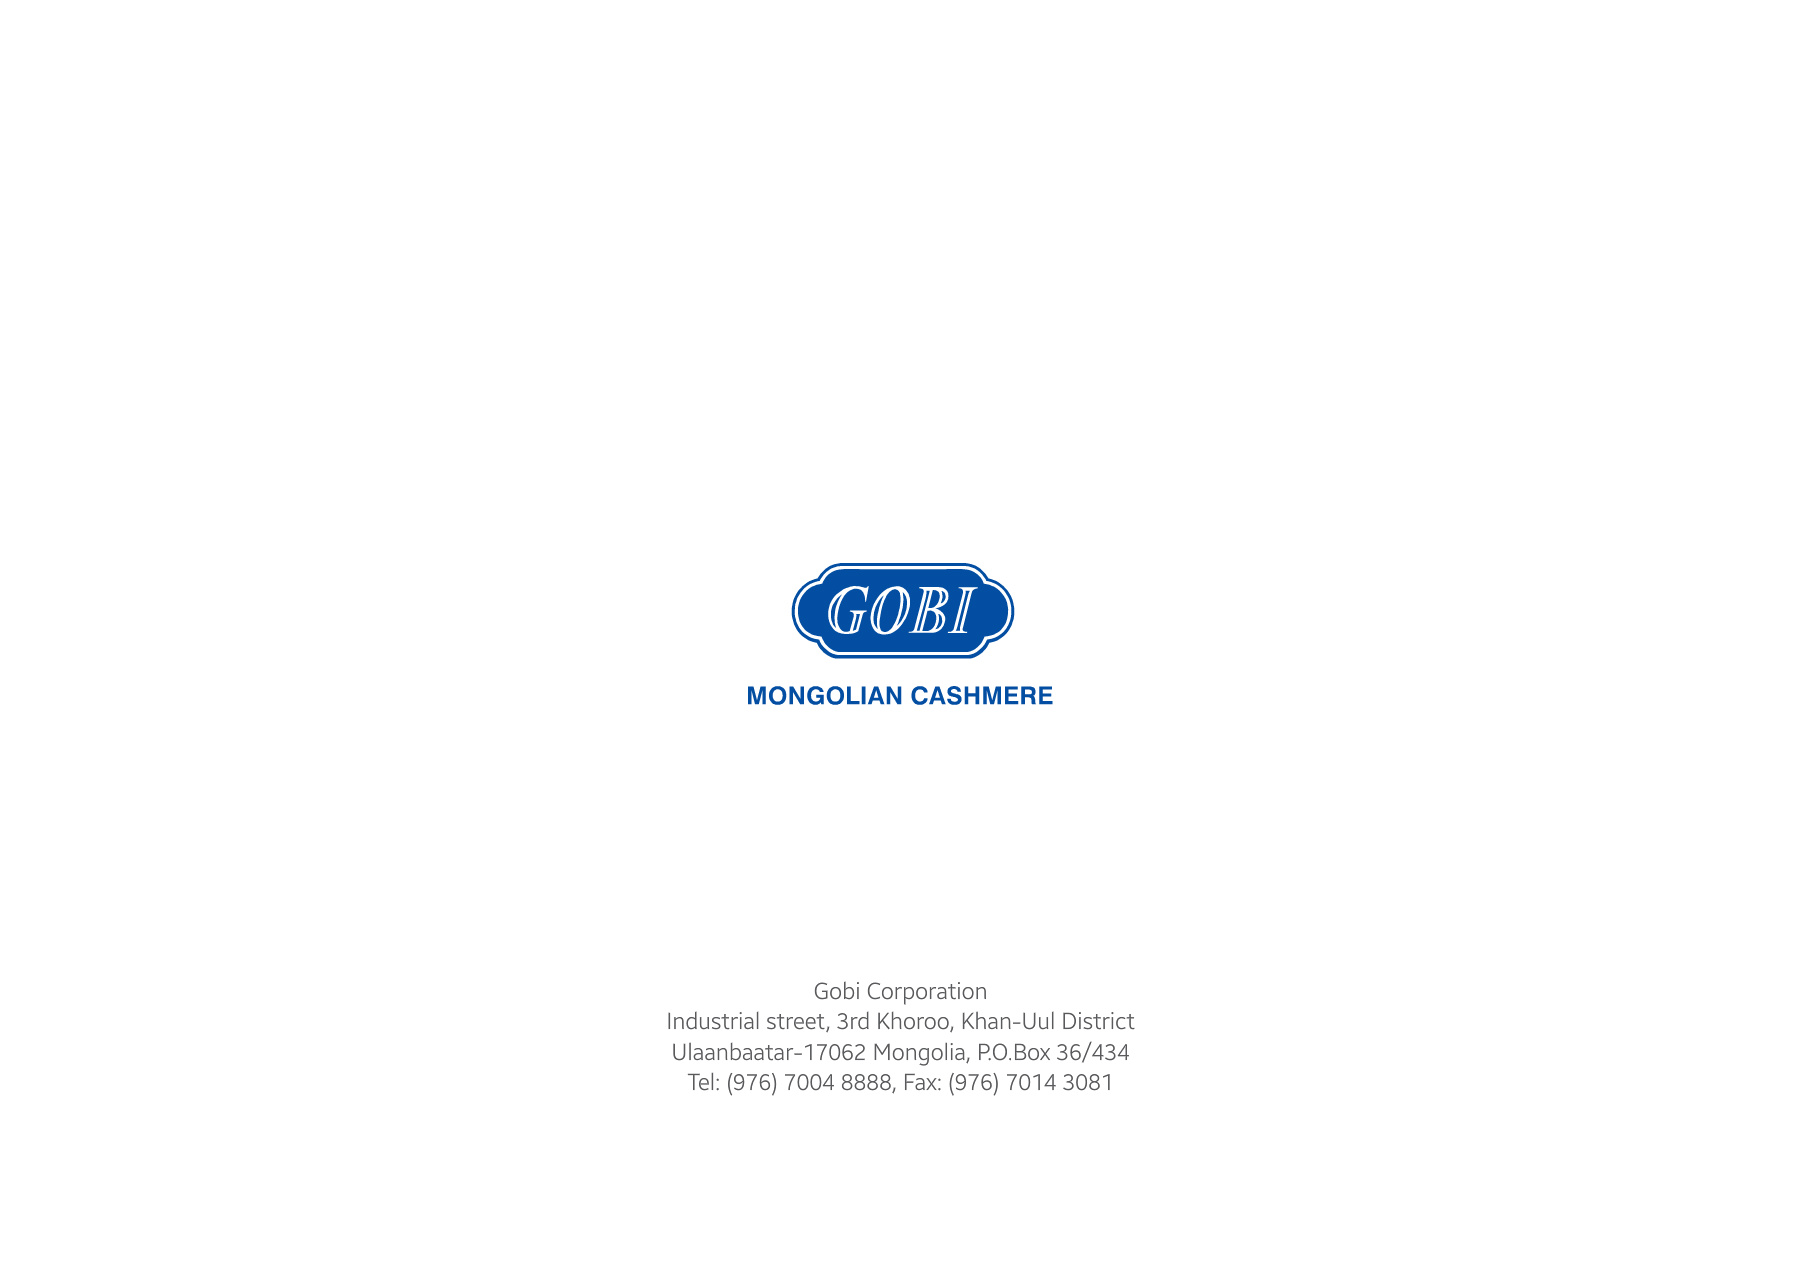 GOBI
MONGOLIAN CASHMERE
Gobi Corporation
Industrial street, 3rd Khoroo, Khan-Uul District
Ulaanbaatar-17062 Mongolia, P.O.Box 36/434
Tel: (976) 7004 8888, Fax: (976) 7014 3081